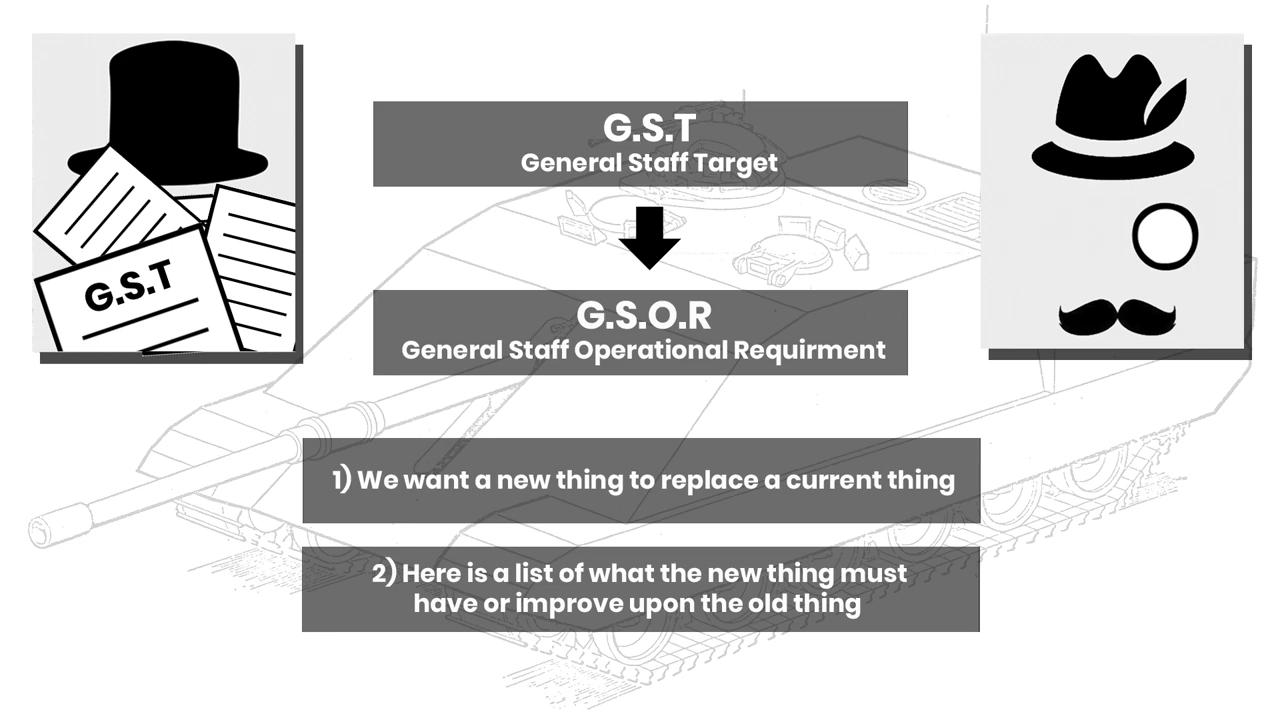 G.S.T
G.S.T
General Staff Target
G.S.O.R
General Staff Operational Requirment
1) We want a new thing to replace a current thing
2) Here is a list of what the new thing must
have or improve upon the old thing